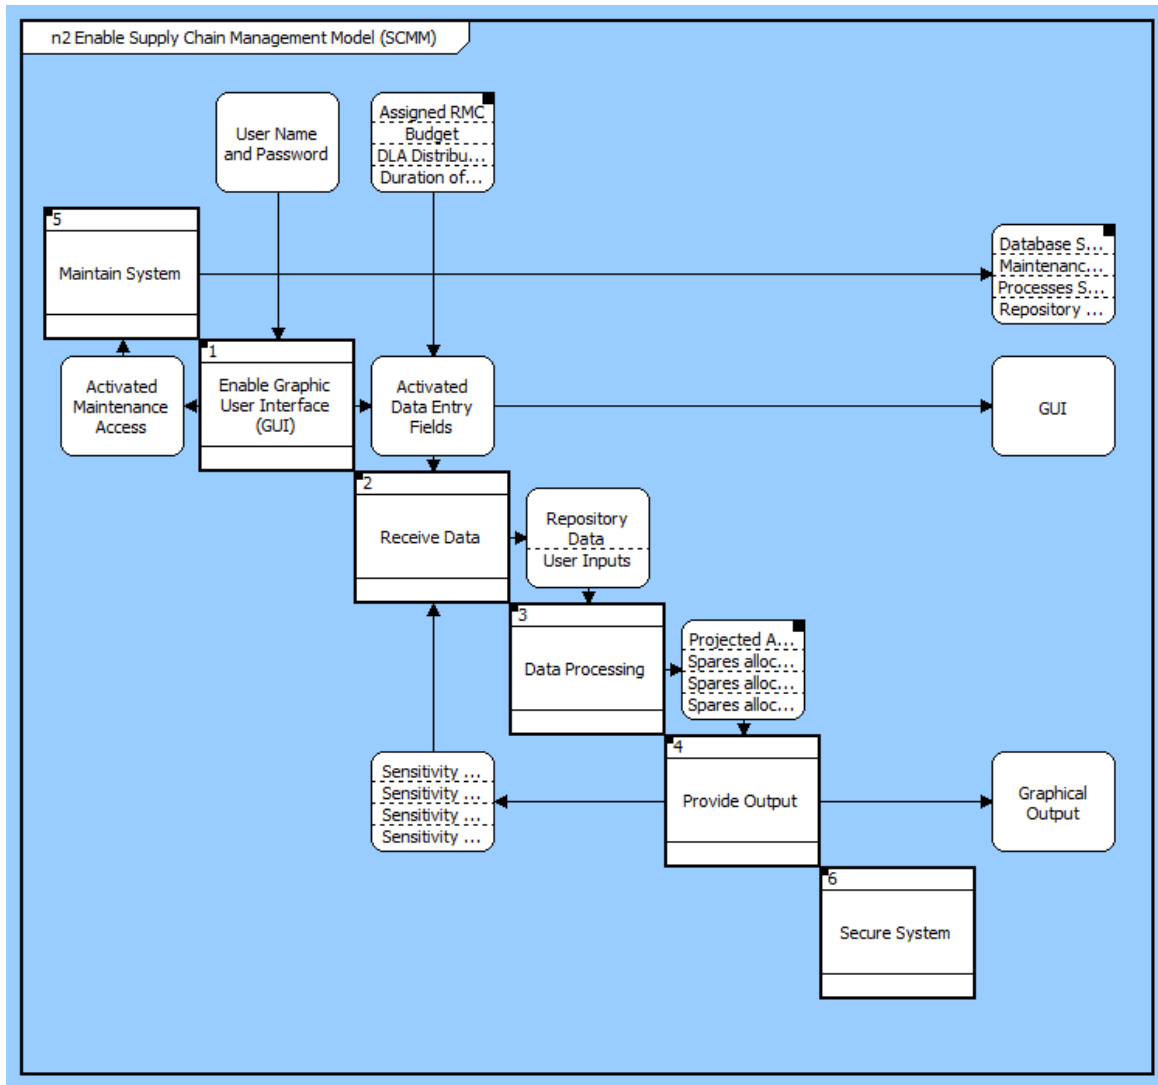 n2 Enable Supply Chain Management Model (SCMM)
User Name
and Password
Assigned RMC
Budget
DLA Distribu...
Duration of...
5
Maintain System
Database S...
Maintenanc...
Processes S...
Repository ...
1
Enable Graphic
User Interface
(GUI)
Activated
Maintenance
Access
Activated
Data Entry
Fields
GUI
2
Receive Data
Repository
Data
User Inputs
3
Data Processing
Projected A...
Spares alloc...
Spares alloc...
Spares alloc...
4
Provide Output
Sensitivity ...
Sensitivity ...
Sensitivity ...
Sensitivity ...
Graphical
Output
6
Secure System